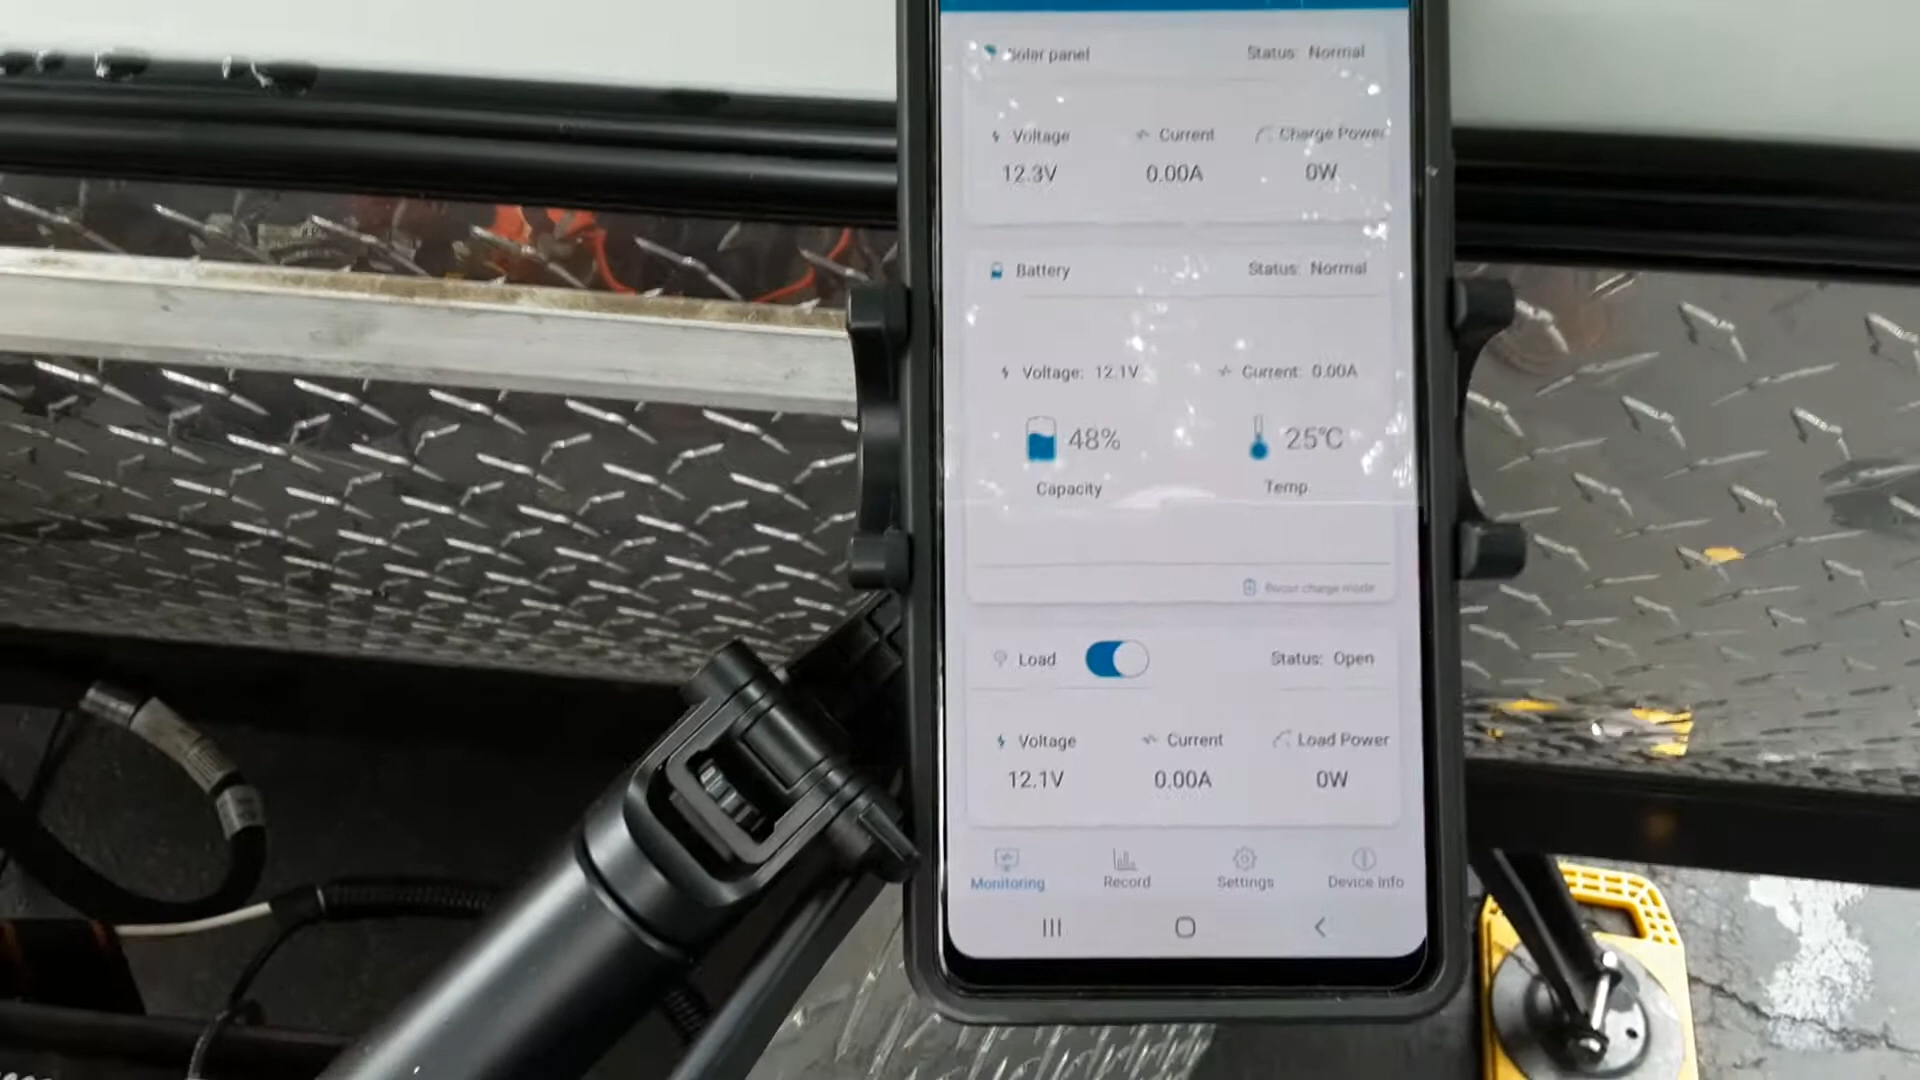 Solar panel Status: Normal
Voltage Current Charge Power
12.3V 0.00A 0W
Battery Status: Normal
Voltage: 12.1V Current: 0.00A
48% 25℃
Capacity Temp
charge mode
Load Status: Open
Voltage Current Load Power
12.1V 0.00A 0W
Monitoring Record Settings Device Info